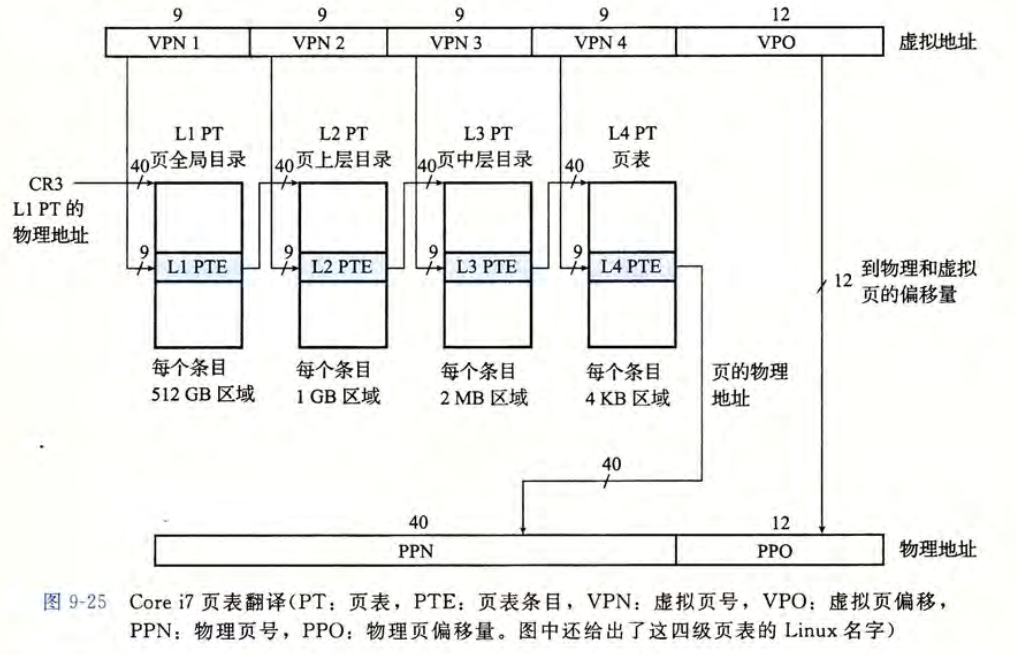 9 9 9 9 12
VPN 1 VPN 2 VPN 3 VPN 4 VPO 虚拟地址
L1 PT L2 PT L3 PT L4 PT
页全局目录 页上层目录 页中层目录 页表
40 40 40 40
CR3
L1 PT 的
物理地址
9 9 9 9
L1 PTE L2 PTE L3 PTE L4 PTE
12 到物理和虚拟
页的偏移量
每个条目 每个条目 每个条目 每个条目 页的物理
512 GB 区域 1 GB 区域 2 MB 区域 4 KB 区域 地址
40
40 12
PPN PPO 物理地址
图 9-25 Core i7 页表翻译(PT：页表，PTE：页表条目，VPN：虚拟页号，VPO：虚拟页偏移，
PPN：物理页号，PPO：物理页偏移量。图中还给出了这四级页表的 Linux 名字)